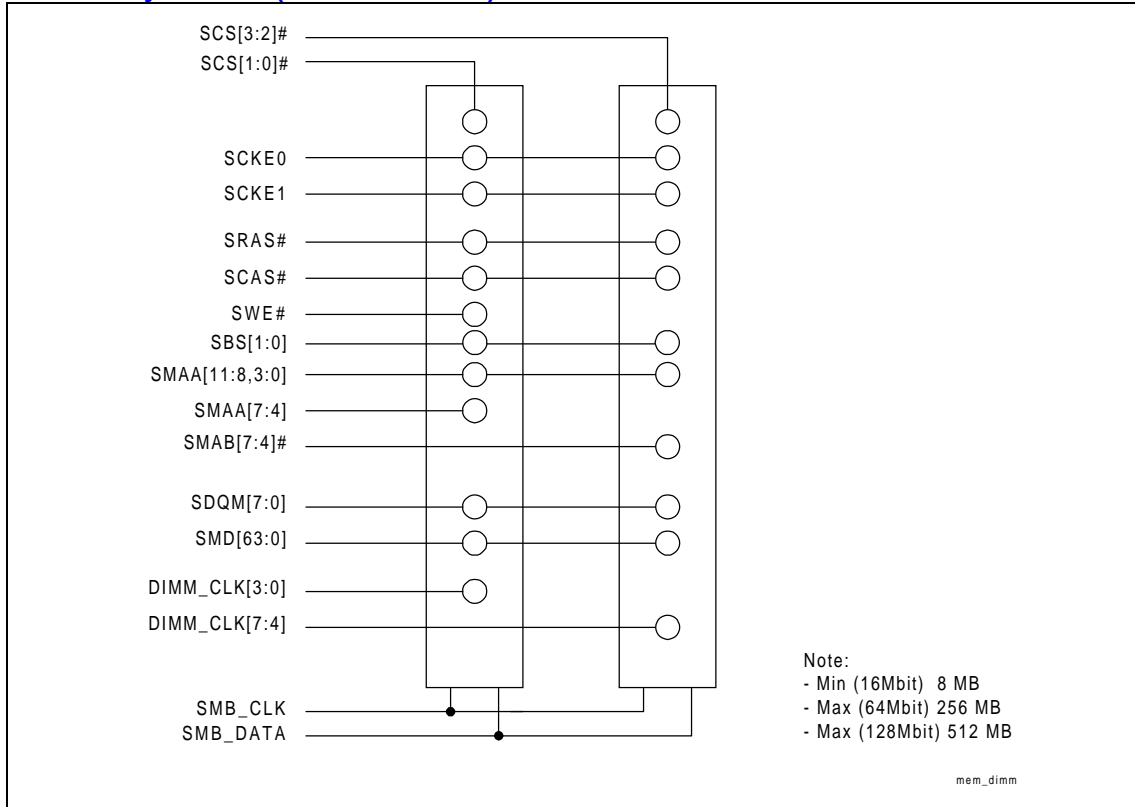 SCS[3:2]#
SCS[1:0]#
SCKE0
SCKE1
SRAS#
SCAS#
SWE#
SBS[1:0]
SMAA[11:8,3:0]
SMAA[7:4]
SMAB[7:4]#
SDQM[7:0]
SMD[63:0]
DIMM_CLK[3:0]
DIMM_CLK[7:4]
SMB_CLK
SMB_DATA
Note:
- Min (16Mbit) 8 MB
- Max (64Mbit) 256 MB
- Max (128Mbit) 512 MB
mem_dimm